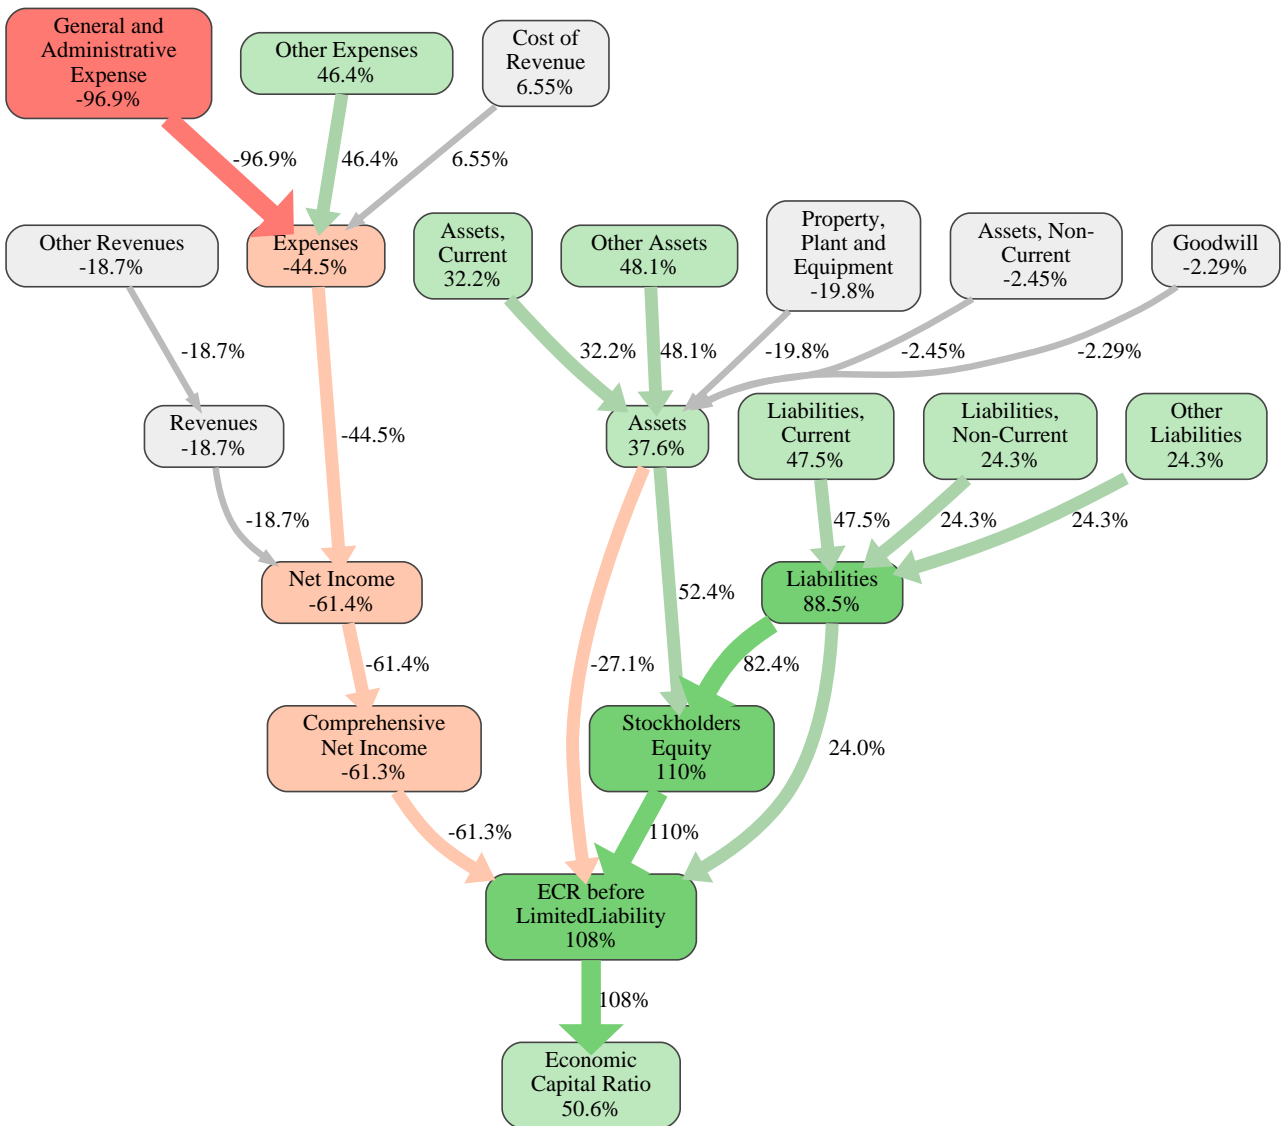 General and
Administrative
Expense
-96.9%
Other Expenses
46.4%
Cost of
Revenue
6.55%
-96.9%
46.4%
6.55%
Other Revenues
-18.7%
Expenses
-44.5%
Assets,
Current
32.2%
Other Assets
48.1%
Property,
Plant and
Equipment
-19.8%
Assets, Non-
Current
-2.45%
Goodwill
-2.29%
-18.7%
32.2%
48.1%
-19.8%
-2.45%
-2.29%
Revenues
-18.7%
-44.5%
Assets
37.6%
Liabilities,
Current
47.5%
Liabilities,
Non-Current
24.3%
Other
Liabilities
24.3%
-18.7%
47.5%
24.3%
24.3%
Net Income
-61.4%
52.4%
Liabilities
88.5%
-61.4%
-27.1%
82.4%
Comprehensive
Net Income
-61.3%
Stockholders
Equity
110%
24.0%
-61.3%
110%
ECR before
LimitedLiability
108%
108%
Economic
Capital Ratio
50.6%